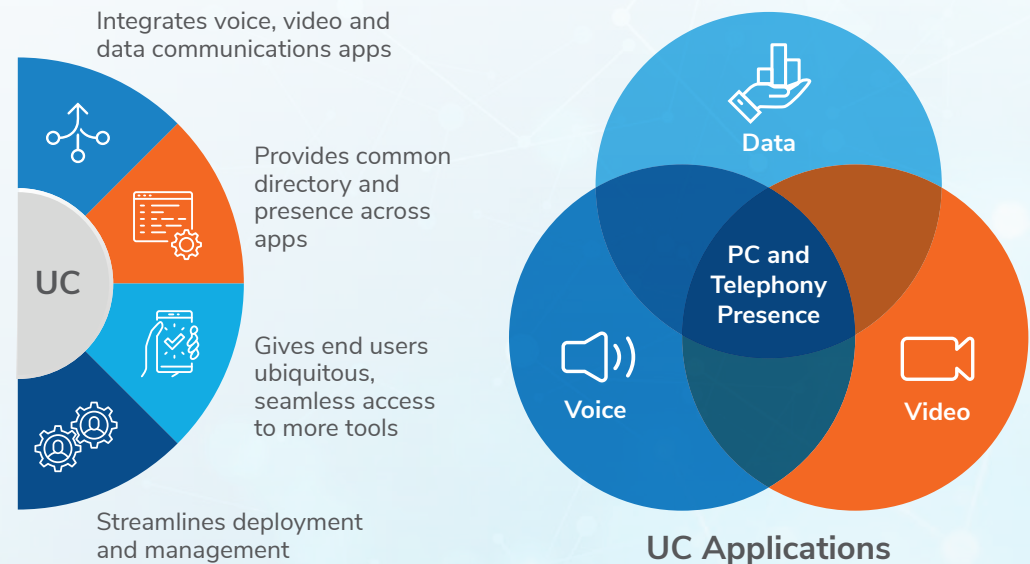 Integrates voice, video and
data communications apps
Provides common
directory and
presence across
apps
UC
Gives end users
ubiquitous,
seamless access
to more tools
Streamlines deployment
and management
Data
PC and
Telephony
Presence
Voice
Video
UC Applications